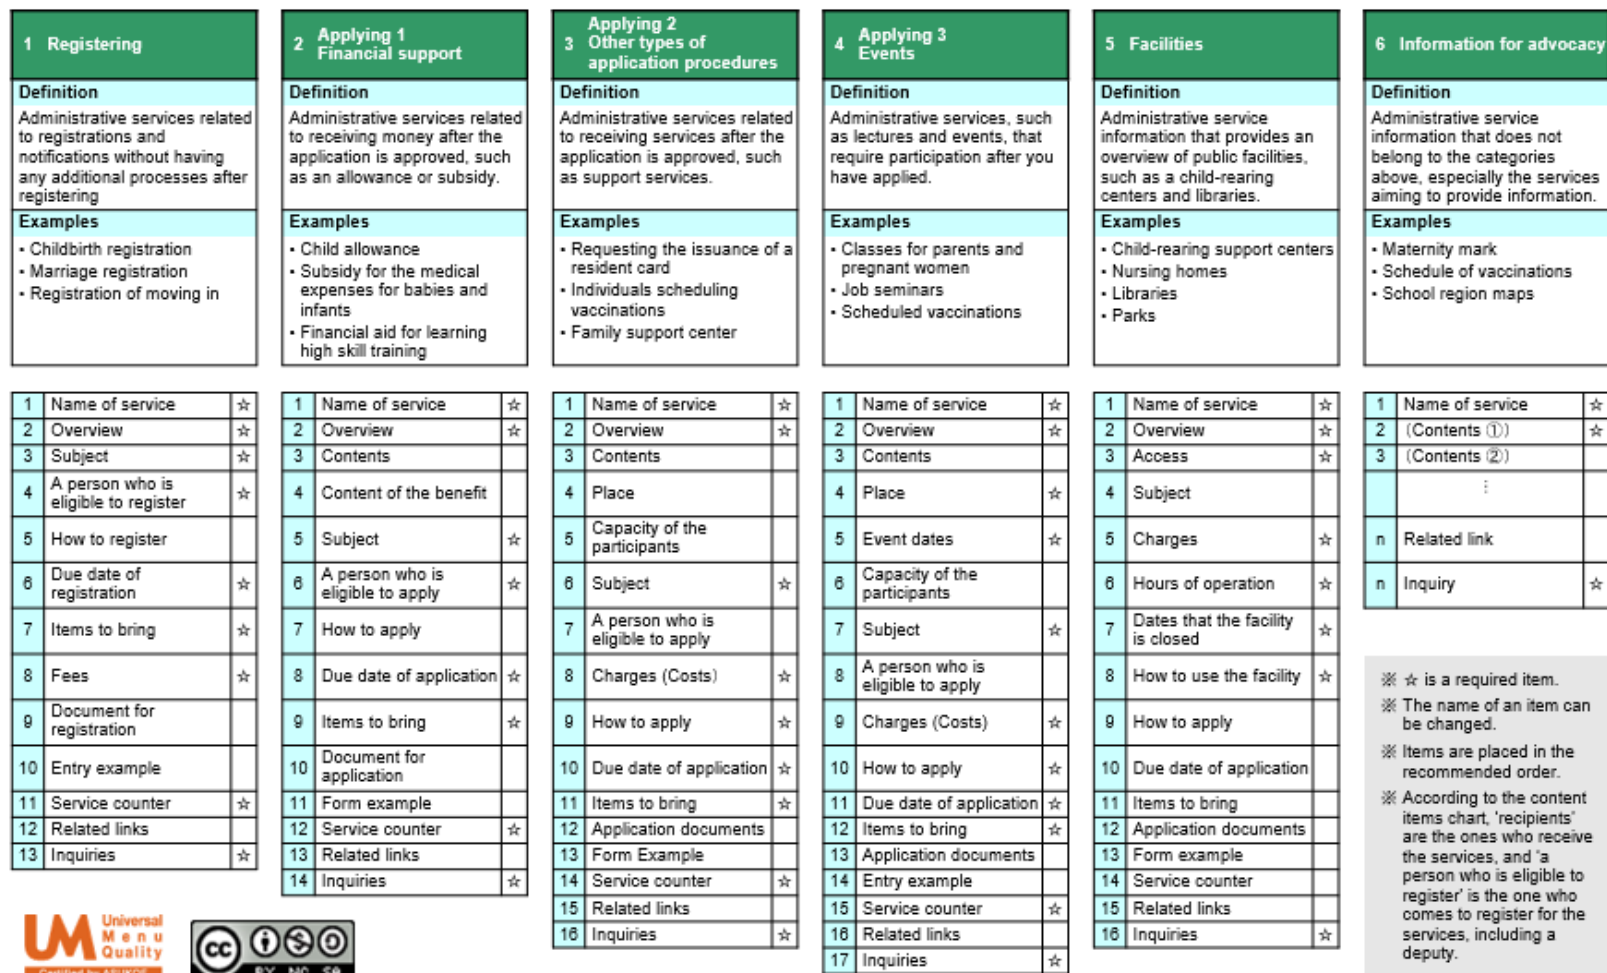 1 Registering
Definition
Administrative services related
to registrations and
notifications without having
any additional processes after
registering
Examples
▪ Childbirth registration
▪ Marriage registration
▪ Registration of moving in
1 Name of service ☆
2 Overview ☆
3 Subject ☆
4 A person who is
eligible to register ☆
5 How to register
6 Due date of
registration ☆
7 Items to bring ☆
8 Fees ☆
9 Document for
registration
10 Entry example
11 Service counter ☆
12 Related links
13 Inquiries ☆
2 Applying 1
Financial support
Definition
Administrative services related
to receiving money after the
application is approved, such
as an allowance or subsidy.
Examples
▪ Child allowance
▪ Subsidy for the medical
expenses for babies and
infants
▪ Financial aid for learning
high skill training
1 Name of service ☆
2 Overview ☆
3 Contents
4 Content of the benefit
5 Subject ☆
6 A person who is
eligible to apply ☆
7 How to apply
8 Due date of application ☆
9 Items to bring ☆
10 Document for
application
11 Form example
12 Service counter ☆
13 Related links
14 Inquiries ☆
3 Applying 2
Other types of
application procedures
Definition
Administrative services related
to receiving services after the
application is approved, such
as support services.
Examples
▪ Requesting the issuance of a
resident card
▪ Individuals scheduling
vaccinations
▪ Family support center
1 Name of service ☆
2 Overview ☆
3 Contents
4 Place
5 Capacity of the
participants
6 Subject ☆
7 A person who is
eligible to apply
8 Charges (Costs) ☆
9 How to apply ☆
10 Due date of application ☆
11 Items to bring ☆
12 Application documents
13 Form Example
14 Service counter ☆
15 Related links
16 Inquiries ☆
4 Applying 3
Events
Definition
Administrative services, such
as lectures and events, that
require participation after you
have applied.
Examples
▪ Classes for parents and
pregnant women
▪ Job seminars
▪ Scheduled vaccinations
1 Name of service ☆
2 Overview ☆
3 Contents
4 Place ☆
5 Event dates ☆
6 Capacity of the
participants
7 Subject ☆
8 A person who is
eligible to apply
9 Charges (Costs) ☆
10 How to apply ☆
11 Due date of application ☆
12 Items to bring ☆
13 Application documents
14 Entry example
15 Service counter ☆
16 Related links
17 Inquiries ☆
5 Facilities
Definition
Administrative service
information that provides an
overview of public facilities,
such as a child-rearing
centers and libraries.
Examples
▪ Child-rearing support centers
▪ Nursing homes
▪ Libraries
▪ Parks
1 Name of service ☆
2 Overview ☆
3 Access ☆
4 Subject
5 Charges ☆
6 Hours of operation ☆
7 Dates that the facility
is closed ☆
8 How to use the facility ☆
9 How to apply
10 Due date of application
11 Items to bring
12 Application documents
13 Form example
14 Service counter
15 Related links
16 Inquiries ☆
6 Information for advocacy
Definition
Administrative service
information that does not
belong to the categories
above, especially the services
aiming to provide information.
Examples
▪ Maternity mark
▪ Schedule of vaccinations
▪ School region maps
1 Name of service ☆
2 (Contents ①) ☆
3 (Contents ②)
⋮
n Related link
n Inquiry ☆
※ ☆ is a required item.
※ The name of an item can
be changed.
※ Items are placed in the
recommended order.
※ According to the content
items chart, 'recipients'
are the ones who receive
the services, and 'a
person who is eligible to
register' is the one who
comes to register for the
services, including a
deputy.
UM Universal
Menu
Quality
Certified by ASUKOE
cc
BY NC SA